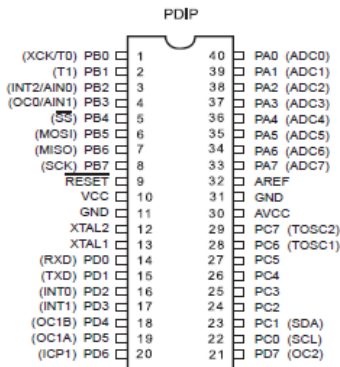 PDIP
(XCK/T0) PB0 1 40 PA0 (ADC0)
(T1) PB1 2 39 PA1 (ADC1)
(INT2/AIN0) PB2 3 38 PA2 (ADC2)
(OC0/AIN1) PB3 4 37 PA3 (ADC3)
(SS) PB4 5 36 PA4 (ADC4)
(MOSI) PB5 6 35 PA5 (ADC5)
(MISO) PB6 7 34 PA6 (ADC6)
(SCK) PB7 8 33 PA7 (ADC7)
RESET 9 32 AREF
VCC 10 31 GND
GND 11 30 AVCC
XTAL2 12 29 PC7 (TOSC2)
XTAL1 13 28 PC6 (TOSC1)
(RXD) PD0 14 27 PC5
(TXD) PD1 15 26 PC4
(INT0) PD2 16 25 PC3
(INT1) PD3 17 24 PC2
(OC1B) PD4 18 23 PC1 (SDA)
(OC1A) PD5 19 22 PC0 (SCL)
(ICP1) PD6 20 21 PD7 (OC2)